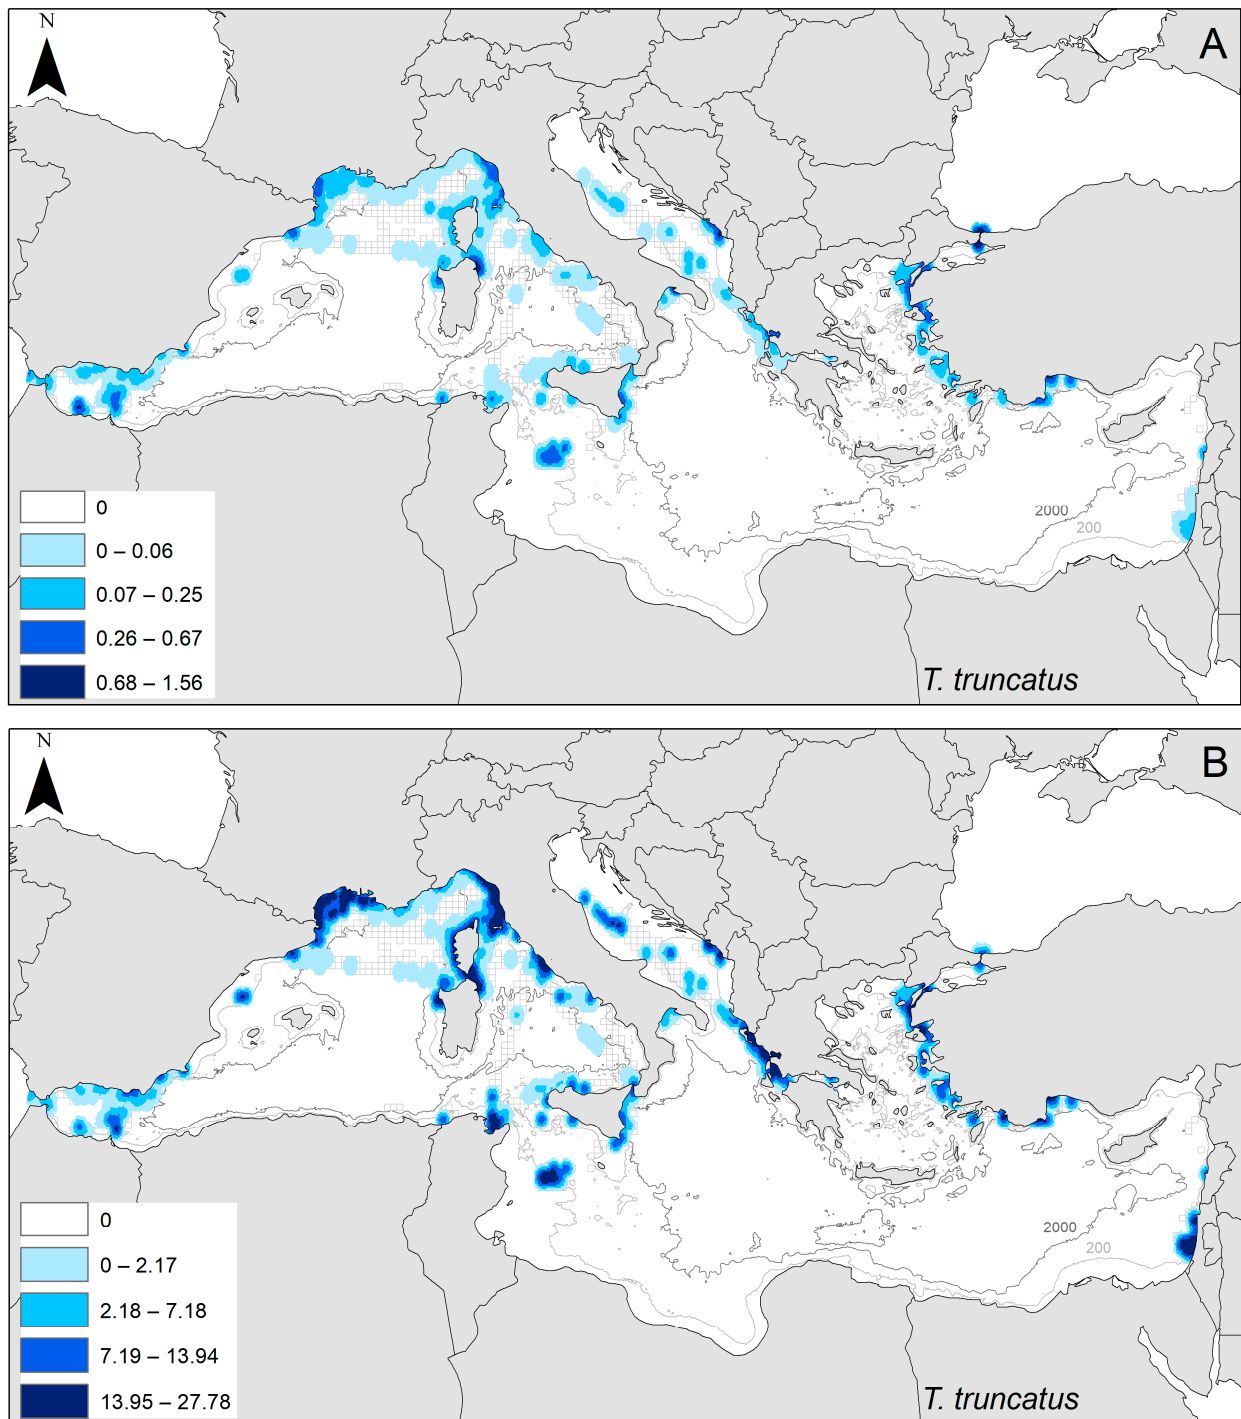 N
A
2000
200
0
0 – 0.06
0.07 – 0.25
0.26 – 0.67
0.68 – 1.56
T. truncatus
N
B
2000
200
0
0 – 2.17
2.18 – 7.18
7.19 – 13.94
13.95 – 27.78
T. truncatus